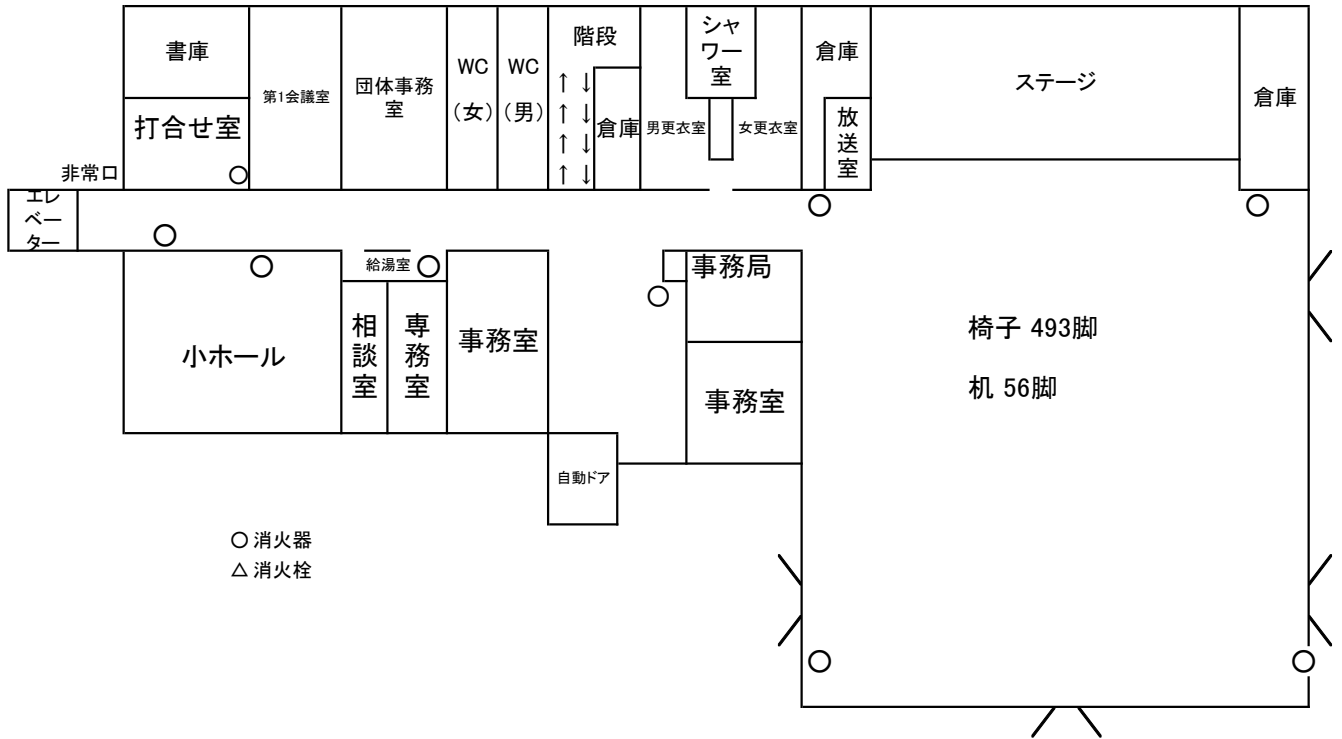 書庫
打合せ室
第1会議室
団体事務
室
WC
(女)
WC
(男)
階段
↑ ↓
↑ ↓
↑ ↓
↑ ↓
倉庫
男更衣室
シャ
ワー
室
女更衣室
倉庫
放
送
室
ステージ
倉庫
非常口
エレ
ベー
ター
小ホール
給湯室
相
談
室
専
務
室
事務室
事務局
事務室
自動ドア
椅子 493脚
机 56脚
○ 消火器
△ 消火栓